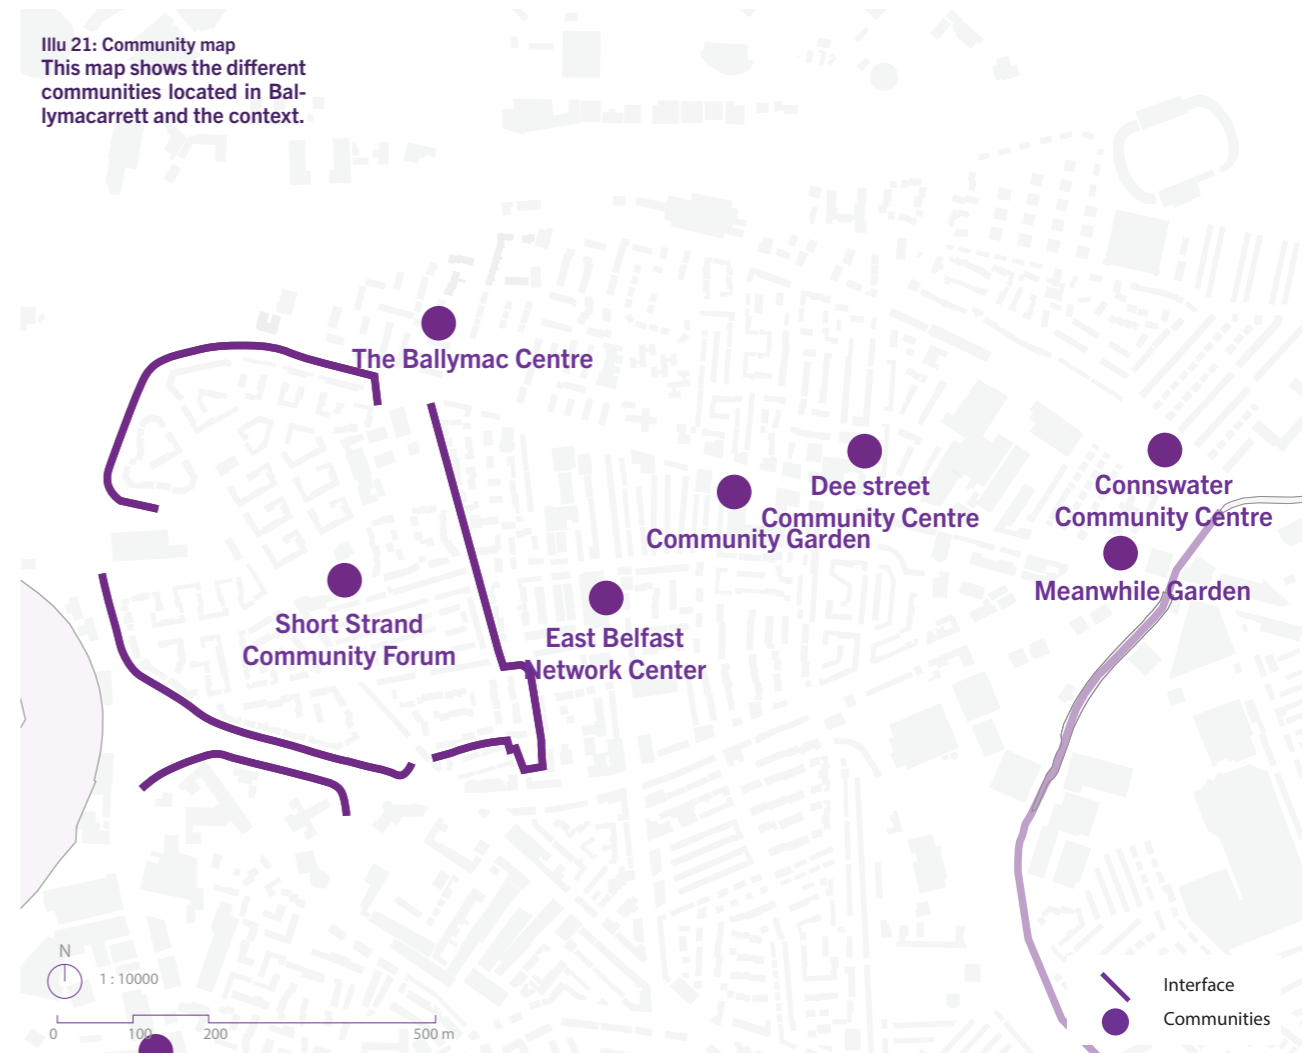 Illu 21: Community map
This map shows the different
communities located in Bal-
lymacarrett and the context.
The Ballymac Centre
Dee street
Community Centre
Community Garden
Connswater
Community Centre
Meanwhile Garden
Short Strand
Community Forum
East Belfast
Network Center
N
1 : 10000
0 100 200 500 m
Interface
Communities